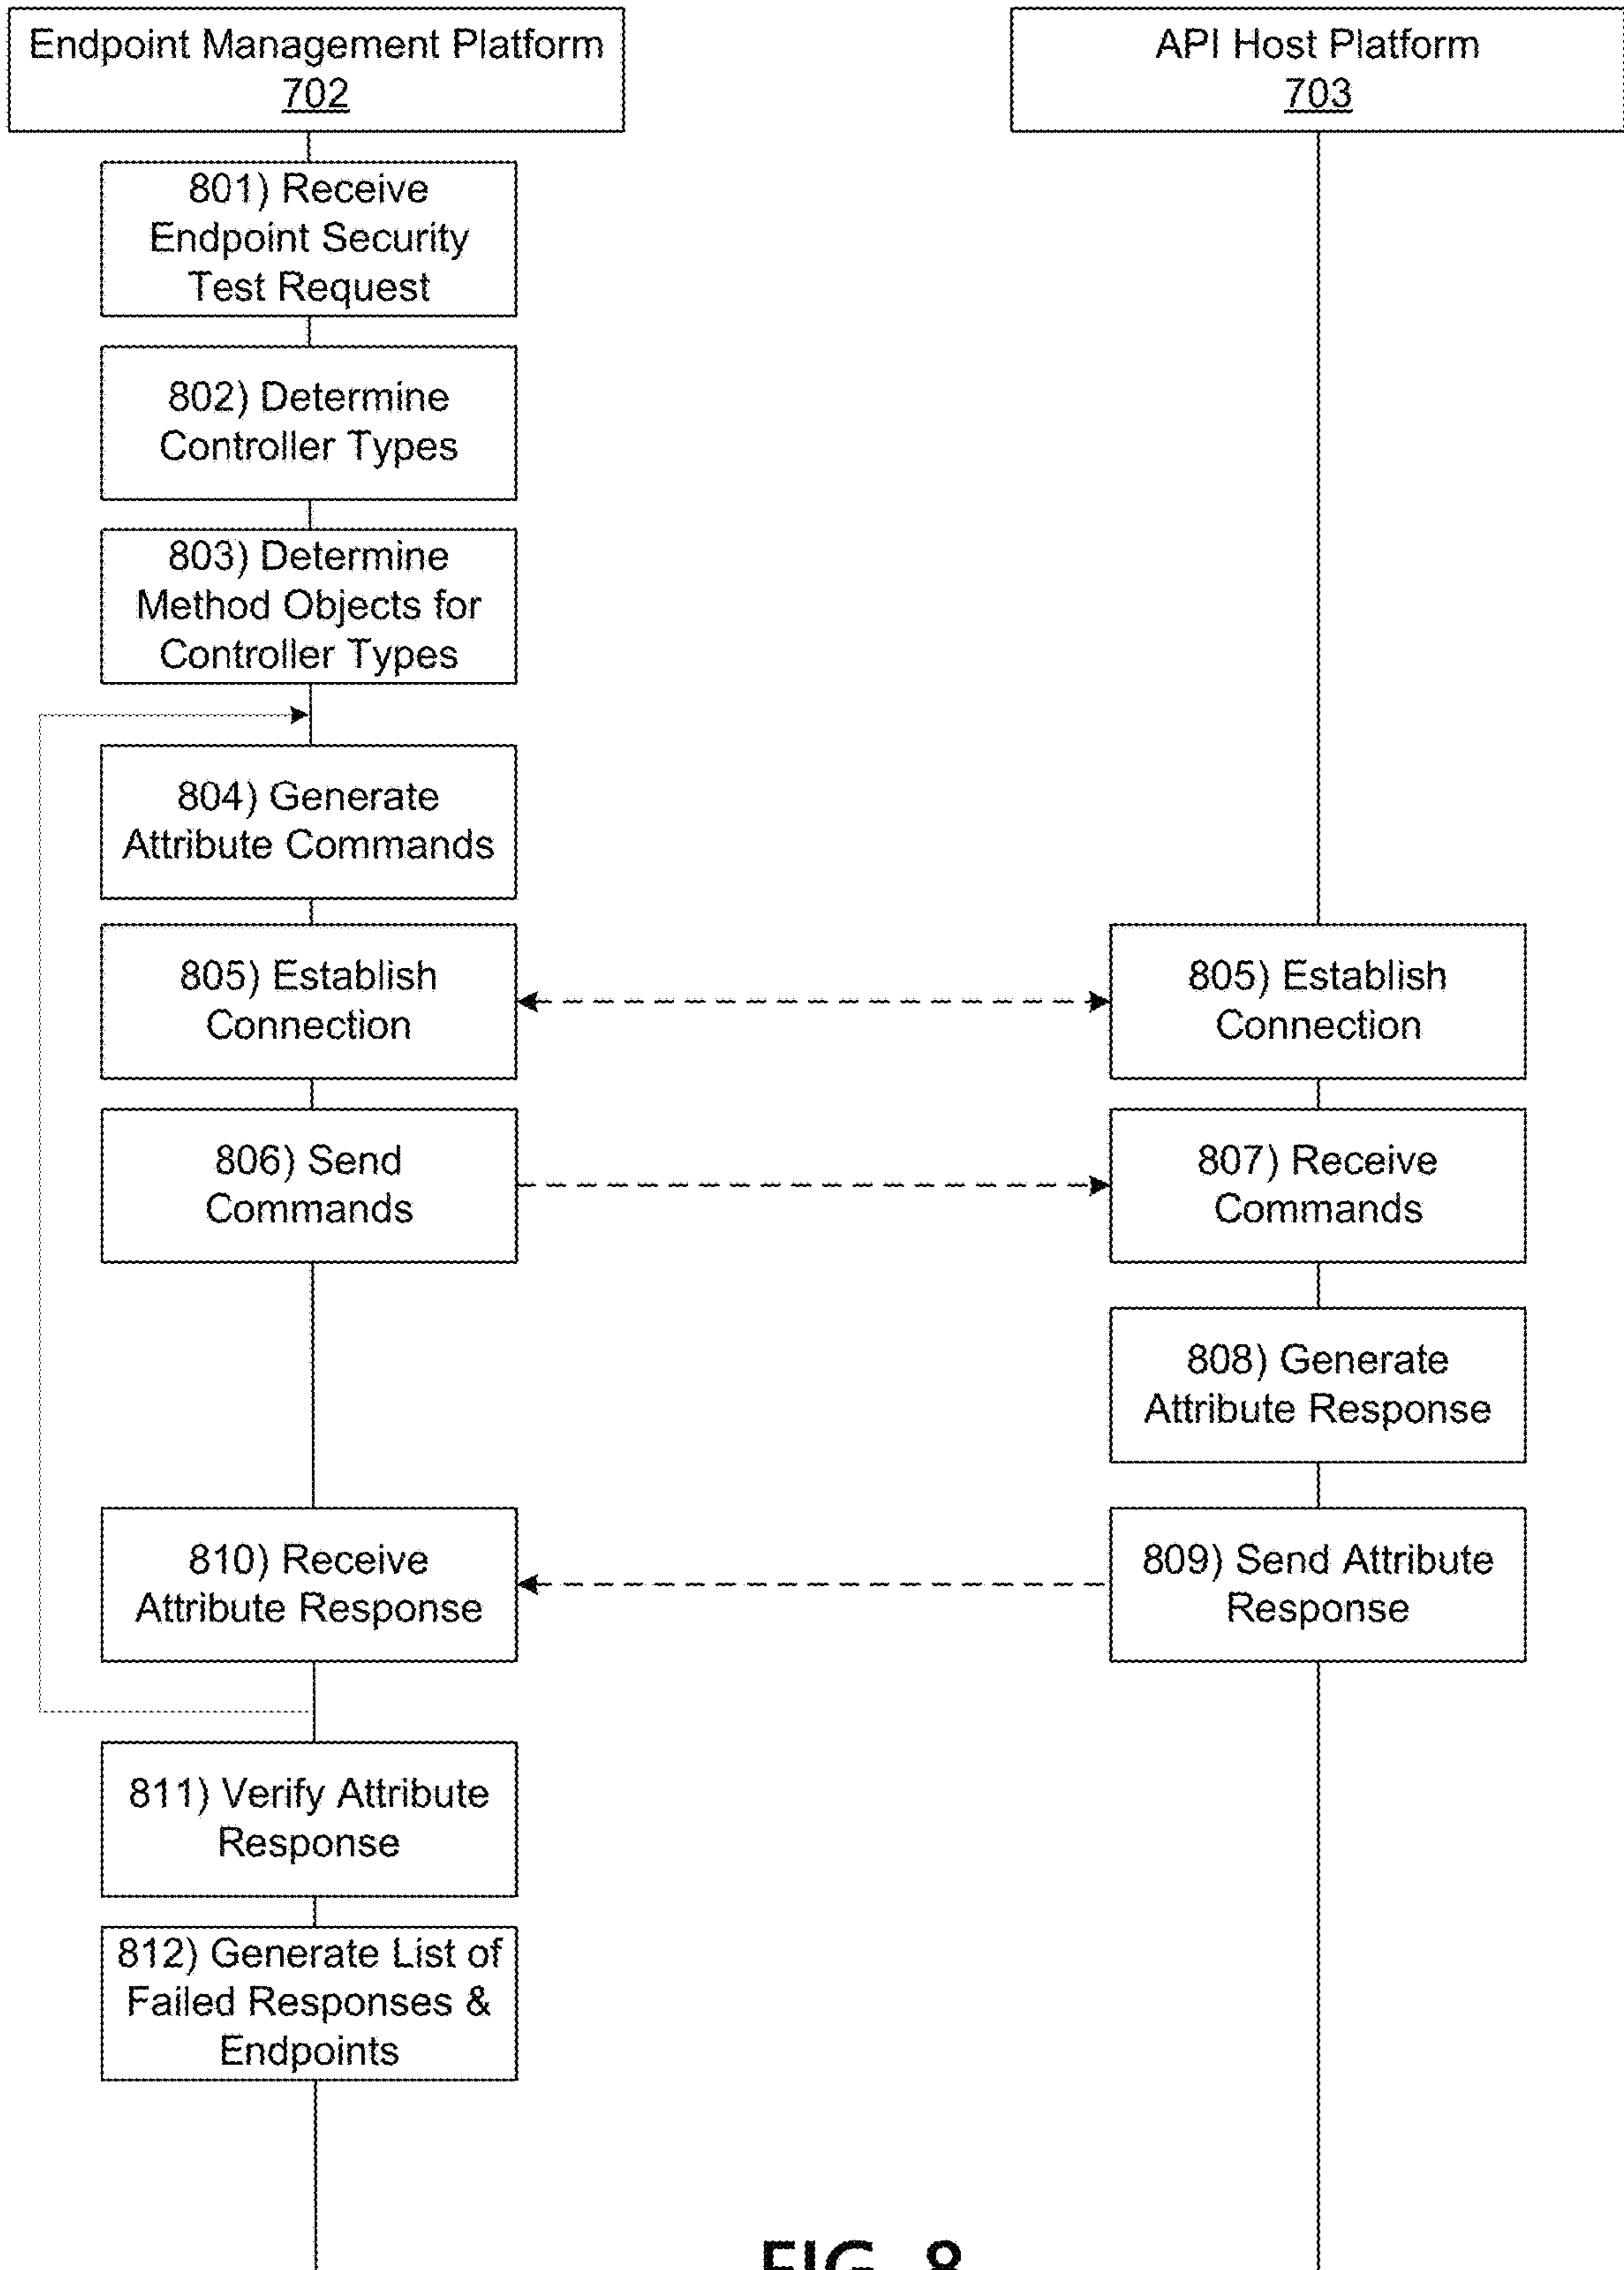 Endpoint Management Platform
702
API Host Platform
703
801) Receive
Endpoint Security
Test Request
802) Determine
Controller Types
803) Determine
Method Objects for
Controller Types
804) Generate
Attribute Commands
805) Establish
Connection
805) Establish
Connection
806) Send
Commands
807) Receive
Commands
808) Generate
Attribute Response
810) Receive
Attribute Response
809) Send Attribute
Response
811) Verify Attribute
Response
812) Generate List of
Failed Responses &
Endpoints
FIG. 8